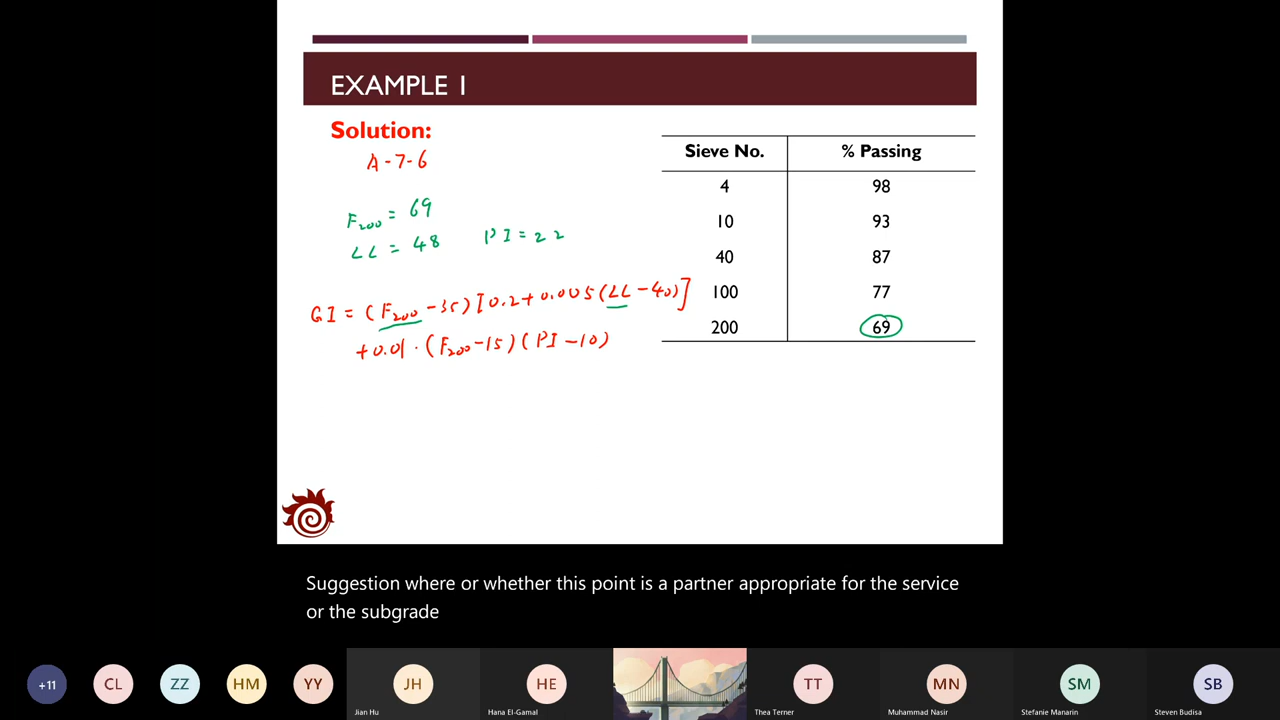 EXAMPLE 1
Solution:
A-7-6
F200 = 69
LL = 48 PI = 22
GI = (F200 - 35) [0.2 + 0.005 (LL - 40)]
+ 0.01 · (F200 - 15) (PI - 10)
Sieve No. % Passing
4 98
10 93
40 87
100 77
200 69
Suggestion where or whether this point is a partner appropriate for the service
or the subgrade
+11 CL ZZ HM YY JH HE TT MN SM SB
Jian Hu Hana El-Gamal Thea Terner Muhammad Nasir Stefanie Manarin Steven Budisa